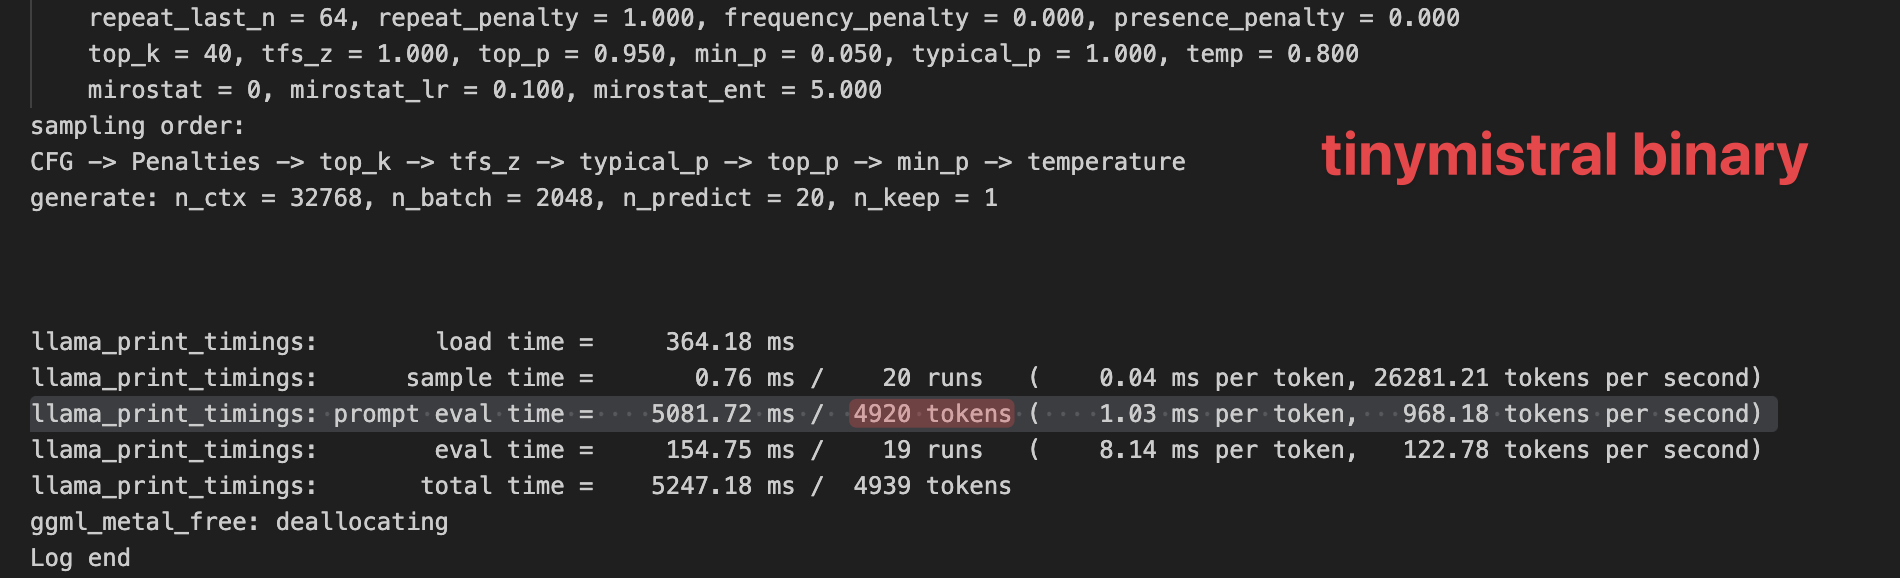 repeat_last_n = 64, repeat_penalty = 1.000, frequency_penalty = 0.000, presence_penalty = 0.000
top_k = 40, tfs_z = 1.000, top_p = 0.950, min_p = 0.050, typical_p = 1.000, temp = 0.800
mirostat = 0, mirostat_lr = 0.100, mirostat_ent = 5.000
sampling order:
CFG -> Penalties -> top_k -> tfs_z -> typical_p -> top_p -> min_p -> temperature
tinymistral binary
generate: n_ctx = 32768, n_batch = 2048, n_predict = 20, n_keep = 1
llama_print_timings:        load time =     364.18 ms
llama_print_timings:      sample time =       0.76 ms /    20 runs   (    0.04 ms per token, 26281.21 tokens per second)
llama_print_timings: prompt eval time =    5081.72 ms /  4920 tokens (    1.03 ms per token,   968.18 tokens per second)
llama_print_timings:        eval time =     154.75 ms /    19 runs   (    8.14 ms per token,   122.78 tokens per second)
llama_print_timings:       total time =    5247.18 ms /  4939 tokens
ggml_metal_free: deallocating
Log end